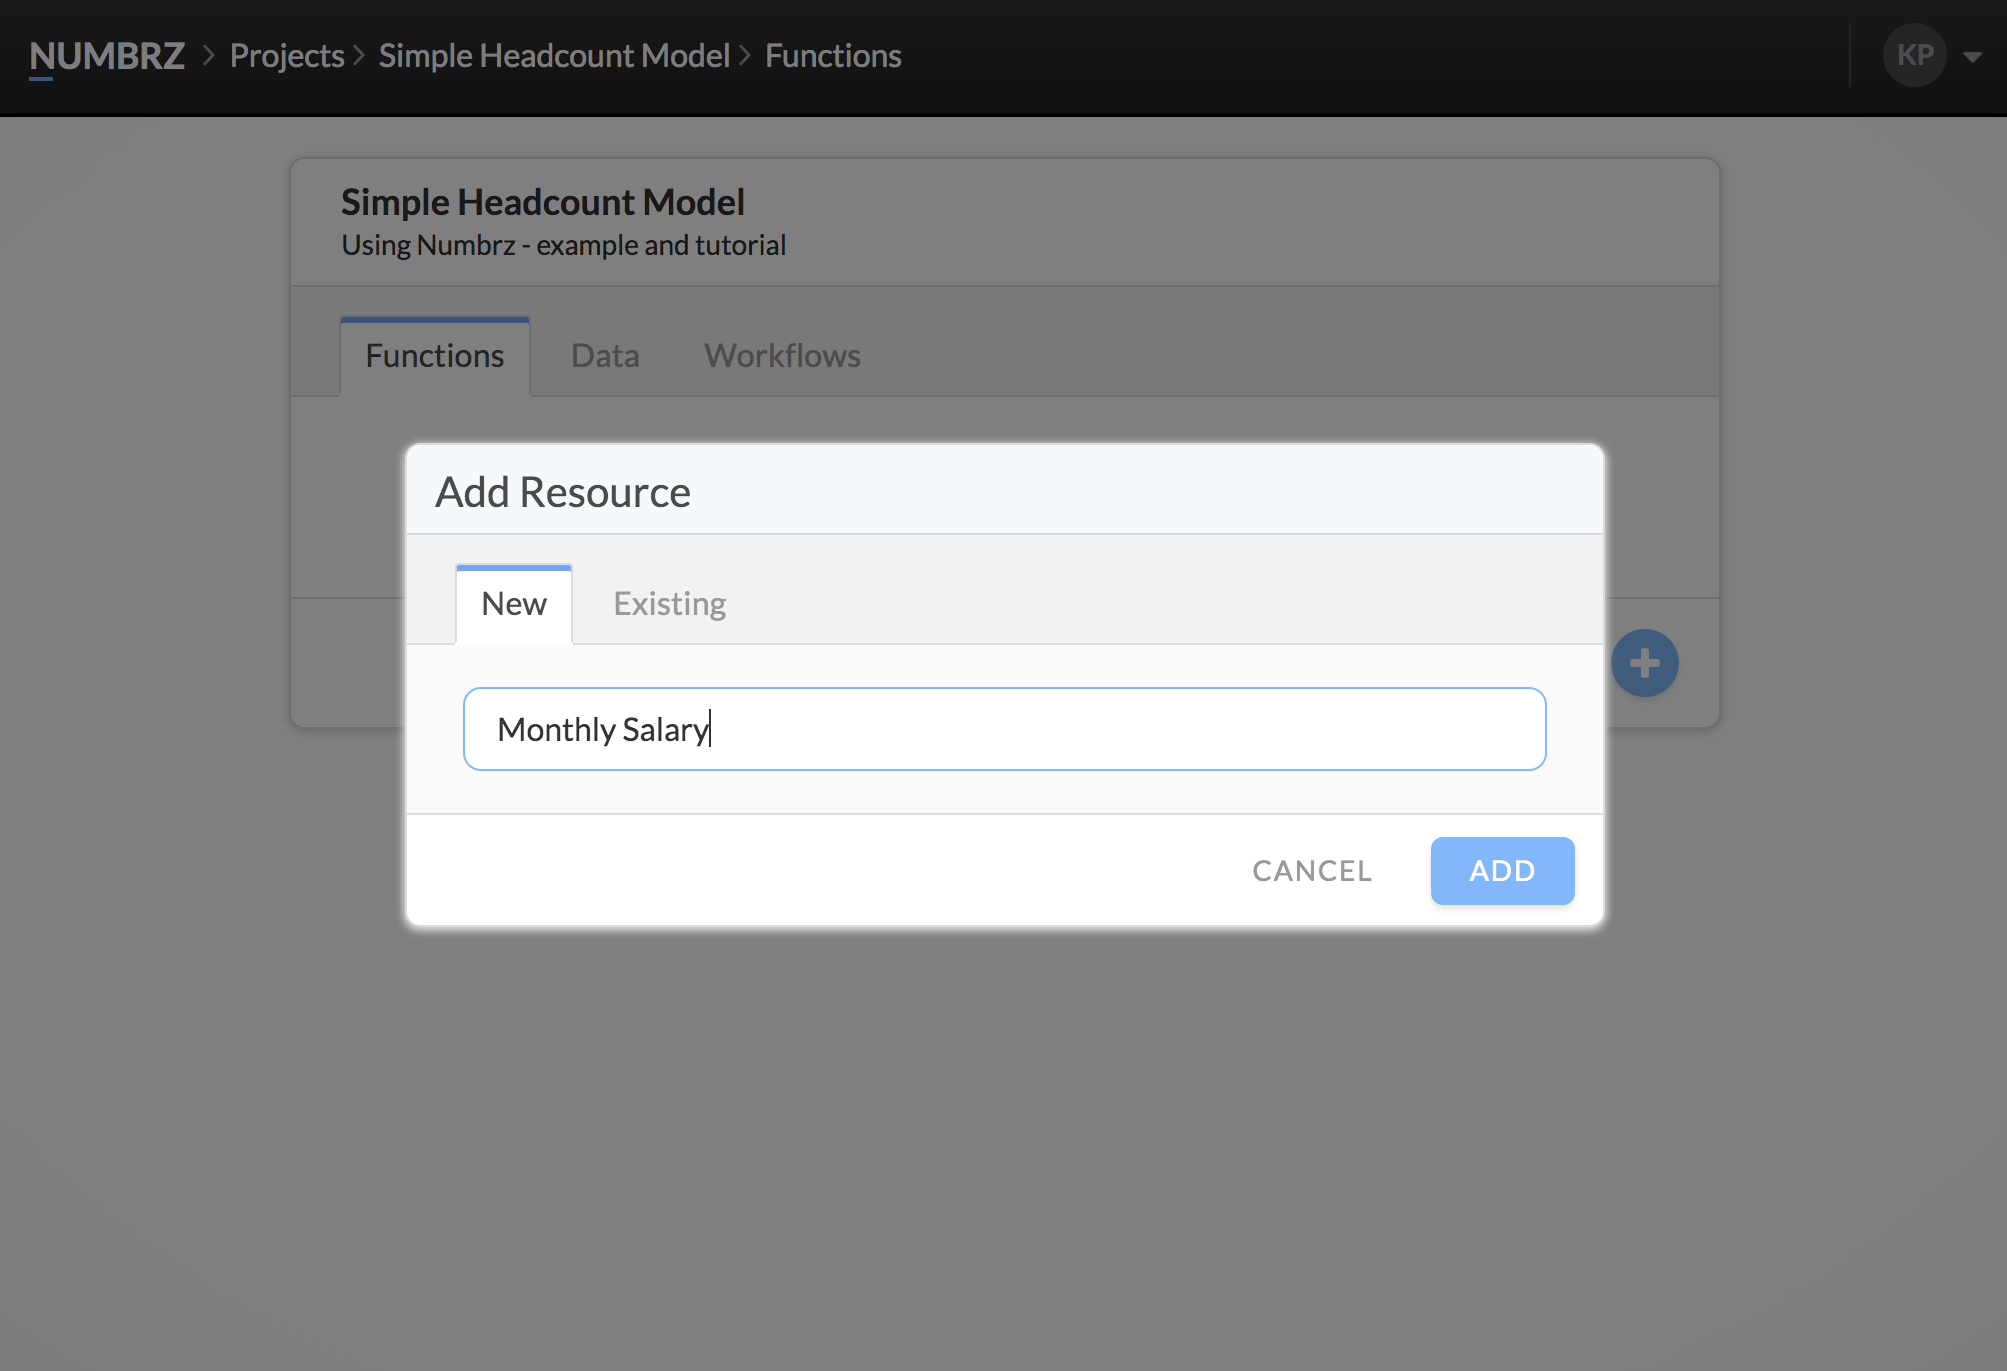 NUMBRZ > Projects > Simple Headcount Model > Functions
KP
Simple Headcount Model
Using Numbrz - example and tutorial
Functions Data Workflows
Add Resource
New Existing
Monthly Salary
CANCEL ADD